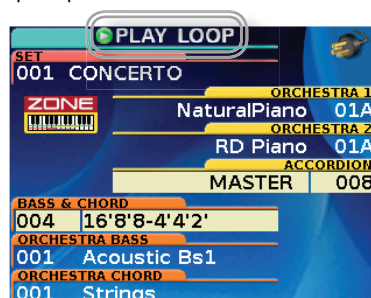 PLAY LOOP
SET
001 CONCERTO
ZONE
ORCHESTRA 1
NaturalPiano 01A
ORCHESTRA 2
RD Piano 01A
ACCORDION
MASTER 008
BASS & CHORD
004 16'8'8-4'4'2'
ORCHESTRA BASS
001 Acoustic Bs1
ORCHESTRA CHORD
001 Strings